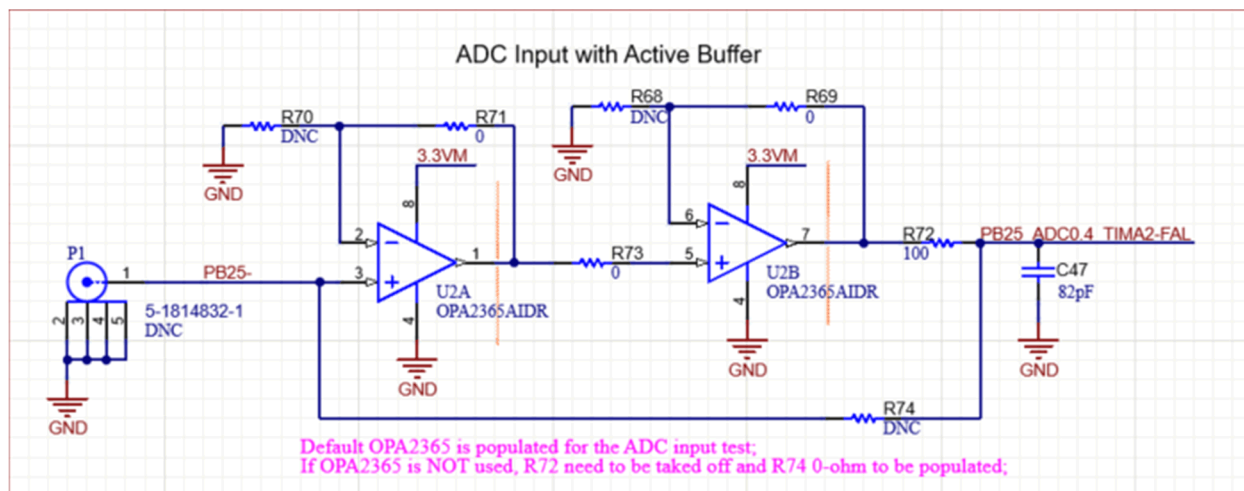 ADC Input with Active Buffer
R70
DNC
R71
0
R68
DNC
R69
0
3.3VM
3.3VM
GND
GND
8
8
2
1
6
7
3
5
P1
1
PB25-
R73
0
R72
100
PB25_ADC0.4_TIMA2-FAL
U2A
OPA2365AIDR
U2B
OPA2365AIDR
C47
82pF
5-1814832-1
DNC
2
3
4
5
4
4
GND
GND
GND
GND
R74
DNC
Default OPA2365 is populated for the ADC input test;
If OPA2365 is NOT used, R72 need to be taked off and R74 0-ohm to be populated;